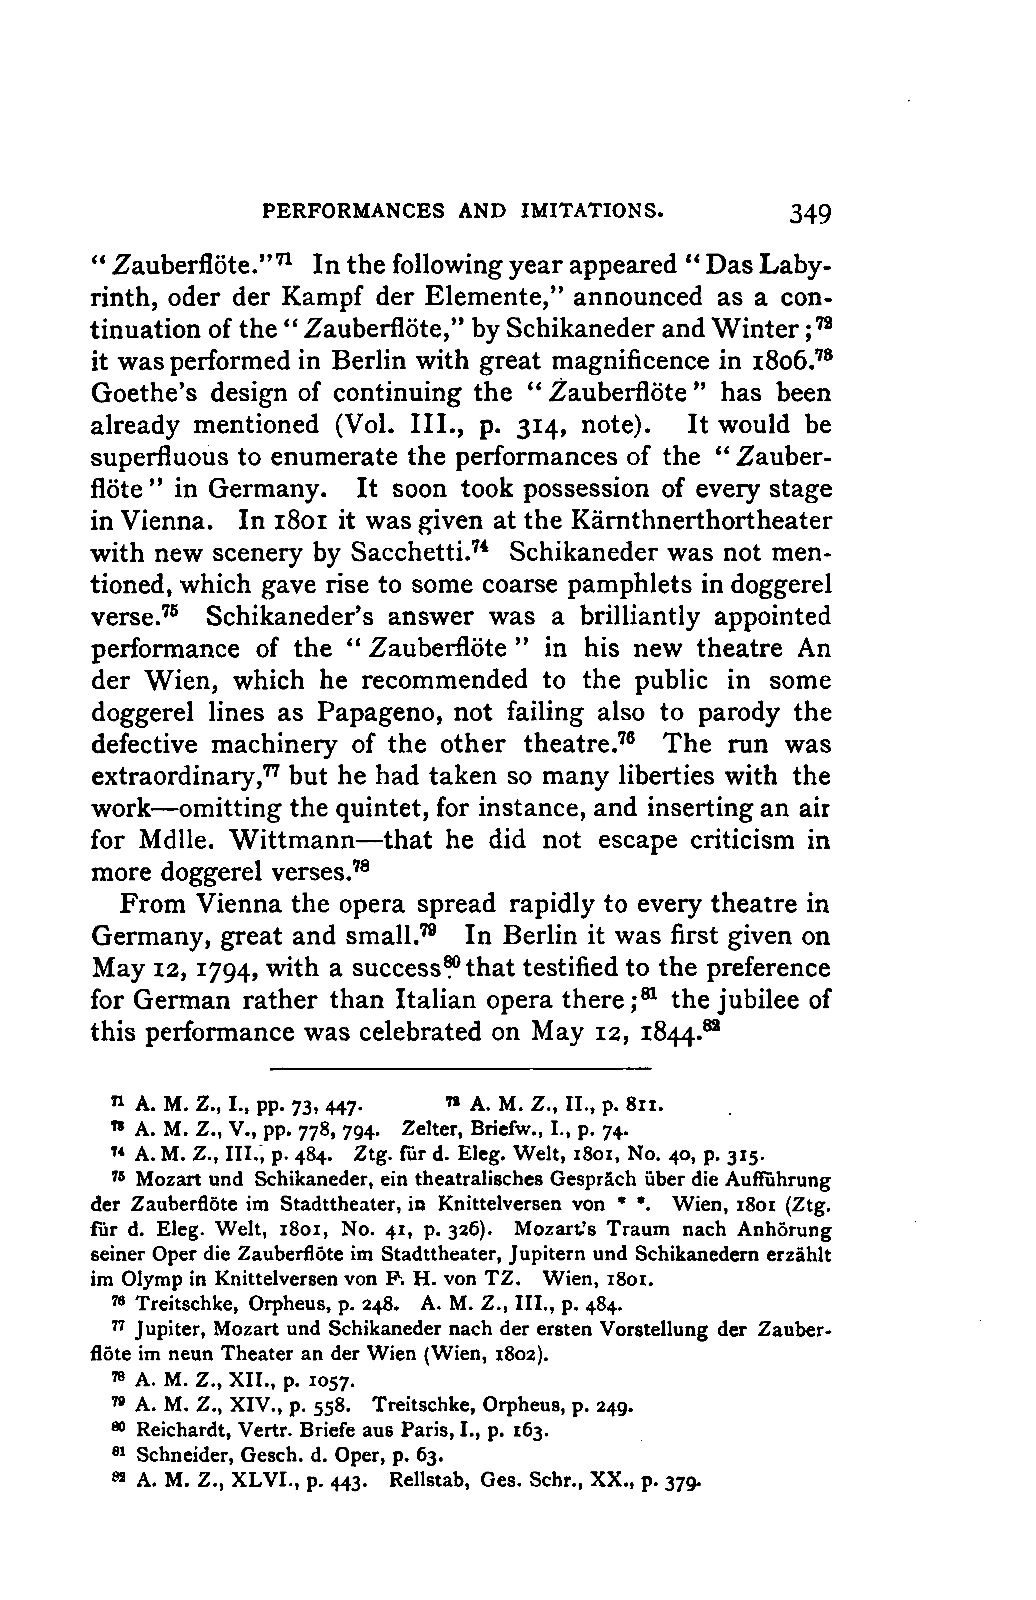 PERFORMANCES AND IMITATIONS. 349
“ Zauberflöte.”⁷¹ In the following year appeared “ Das Laby-
rinth, oder der Kampf der Elemente,” announced as a con-
tinuation of the “ Zauberflöte,” by Schikaneder and Winter ;⁷²
it was performed in Berlin with great magnificence in 1806.⁷³
Goethe’s design of continuing the “ Zauberflöte ” has been
already mentioned (Vol. III., p. 314, note). It would be
superfluous to enumerate the performances of the “ Zauber-
flöte ” in Germany. It soon took possession of every stage
in Vienna. In 1801 it was given at the Kärnthnerthortheater
with new scenery by Sacchetti.⁷⁴ Schikaneder was not men-
tioned, which gave rise to some coarse pamphlets in doggerel
verse.⁷⁵ Schikaneder’s answer was a brilliantly appointed
performance of the “ Zauberflöte ” in his new theatre An
der Wien, which he recommended to the public in some
doggerel lines as Papageno, not failing also to parody the
defective machinery of the other theatre.⁷⁶ The run was
extraordinary,⁷⁷ but he had taken so many liberties with the
work—omitting the quintet, for instance, and inserting an air
for Mdlle. Wittmann—that he did not escape criticism in
more doggerel verses.⁷⁸
From Vienna the opera spread rapidly to every theatre in
Germany, great and small.⁷⁹ In Berlin it was first given on
May 12, 1794, with a success⁸⁰ that testified to the preference
for German rather than Italian opera there ;⁸¹ the jubilee of
this performance was celebrated on May 12, 1844.⁸²
⁷¹ A. M. Z., I., pp. 73, 447. ⁷² A. M. Z., II., p. 811.
⁷³ A. M. Z., V., pp. 778, 794. Zelter, Briefw., I., p. 74.
⁷⁴ A. M. Z., III., p. 484. Ztg. für d. Eleg. Welt, 1801, No. 40, p. 315.
⁷⁵ Mozart und Schikaneder, ein theatralisches Gespräch über die Aufführung
der Zauberflöte im Stadttheater, in Knittelversen von * *. Wien, 1801 (Ztg.
für d. Eleg. Welt, 1801, No. 41, p. 326). Mozart’s Traum nach Anhörung
seiner Oper die Zauberflöte im Stadttheater, Jupitern und Schikanedern erzählt
im Olymp in Knittelversen von F. H. von TZ. Wien, 1801.
⁷⁶ Treitschke, Orpheus, p. 248. A. M. Z., III., p. 484.
⁷⁷ Jupiter, Mozart und Schikaneder nach der ersten Vorstellung der Zauber-
flöte im neun Theater an der Wien (Wien, 1802).
⁷⁸ A. M. Z., XII., p. 1057.
⁷⁹ A. M. Z., XIV., p. 558. Treitschke, Orpheus, p. 249.
⁸⁰ Reichardt, Vertr. Briefe aus Paris, I., p. 163.
⁸¹ Schneider, Gesch. d. Oper, p. 63.
⁸² A. M. Z., XLVI., p. 443. Rellstab, Ges. Schr., XX., p. 379.